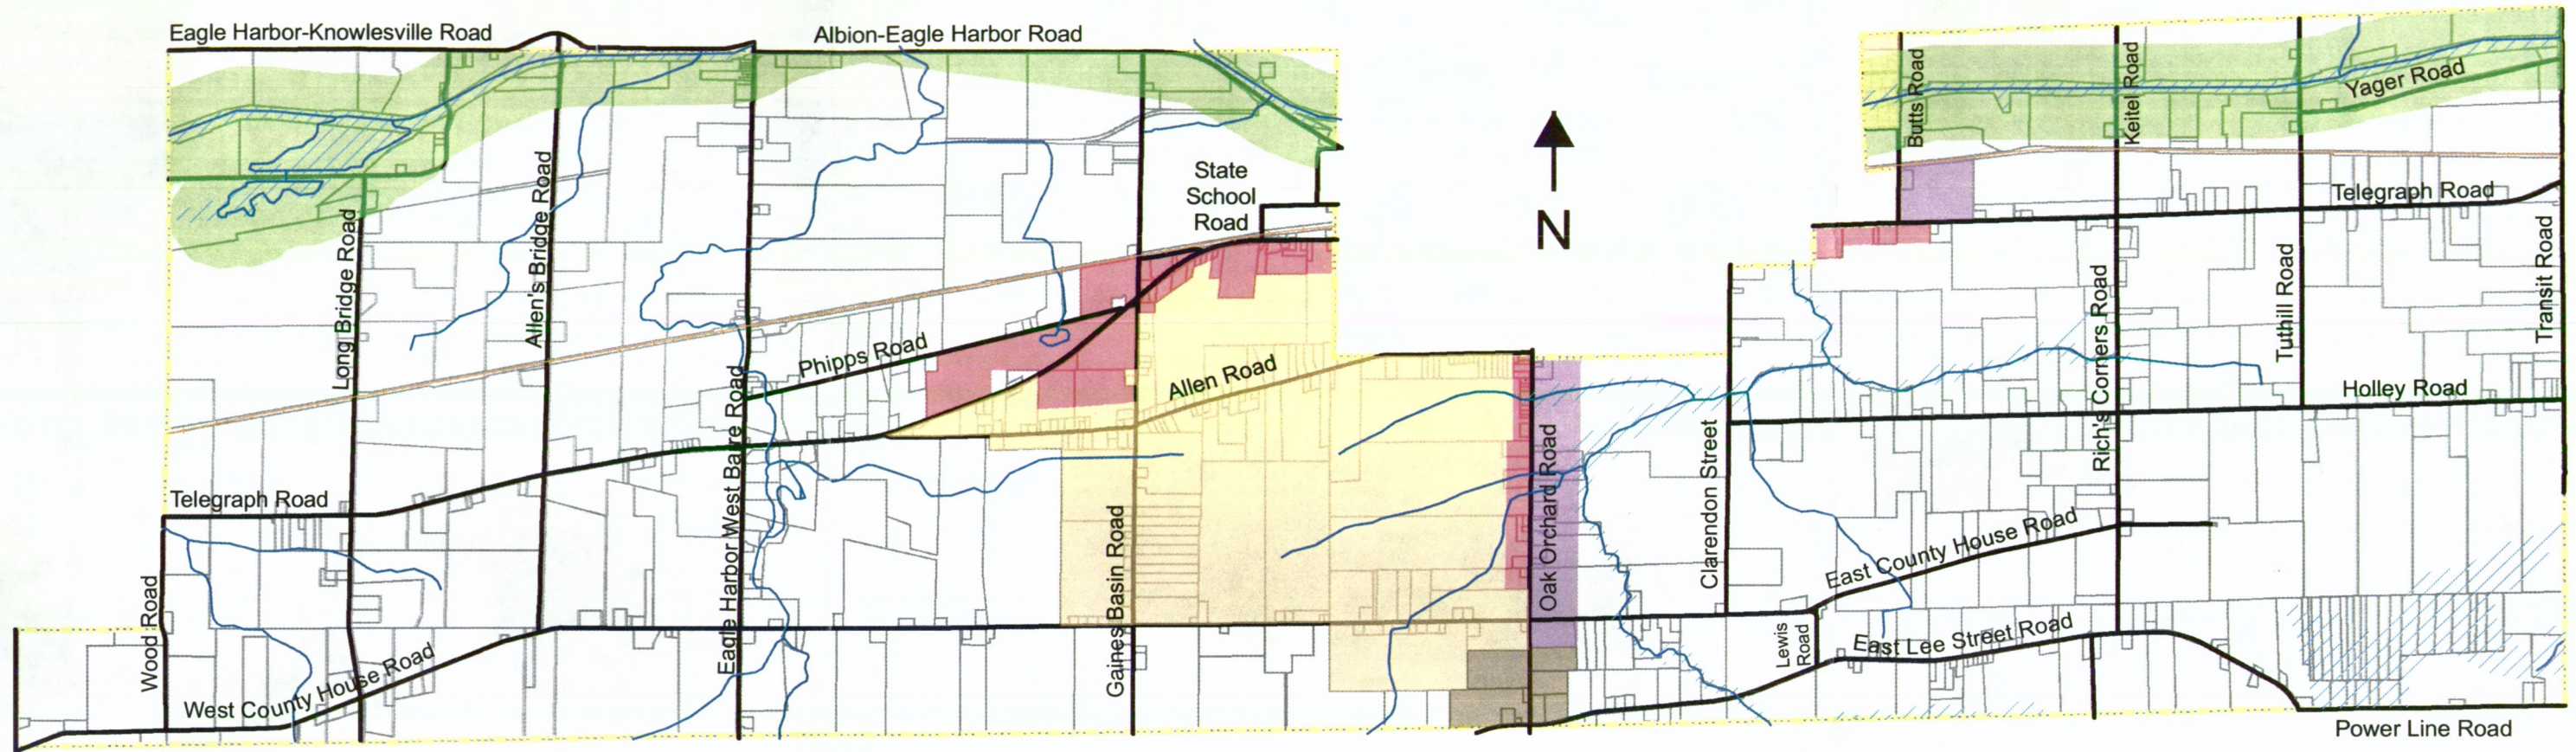 Eagle Harbor-Knowlesville Road
Albion-Eagle Harbor Road
Butts Road
Keitel Road
Yager Road
State
School
Road
Telegraph Road
N
Long Bridge Road
Allen's Bridge Road
Transit Road
Tuthill Road
Rich's Corners Road
Phipps Road
Allen Road
Holley Road
Eagle Harbor West Barre Road
Oak Orchard Road
Clarendon Street
Telegraph Road
Gaines Basin Road
East County House Road
Wood Road
Lewis
Road
East Lee Street Road
West County House Road
Power Line Road